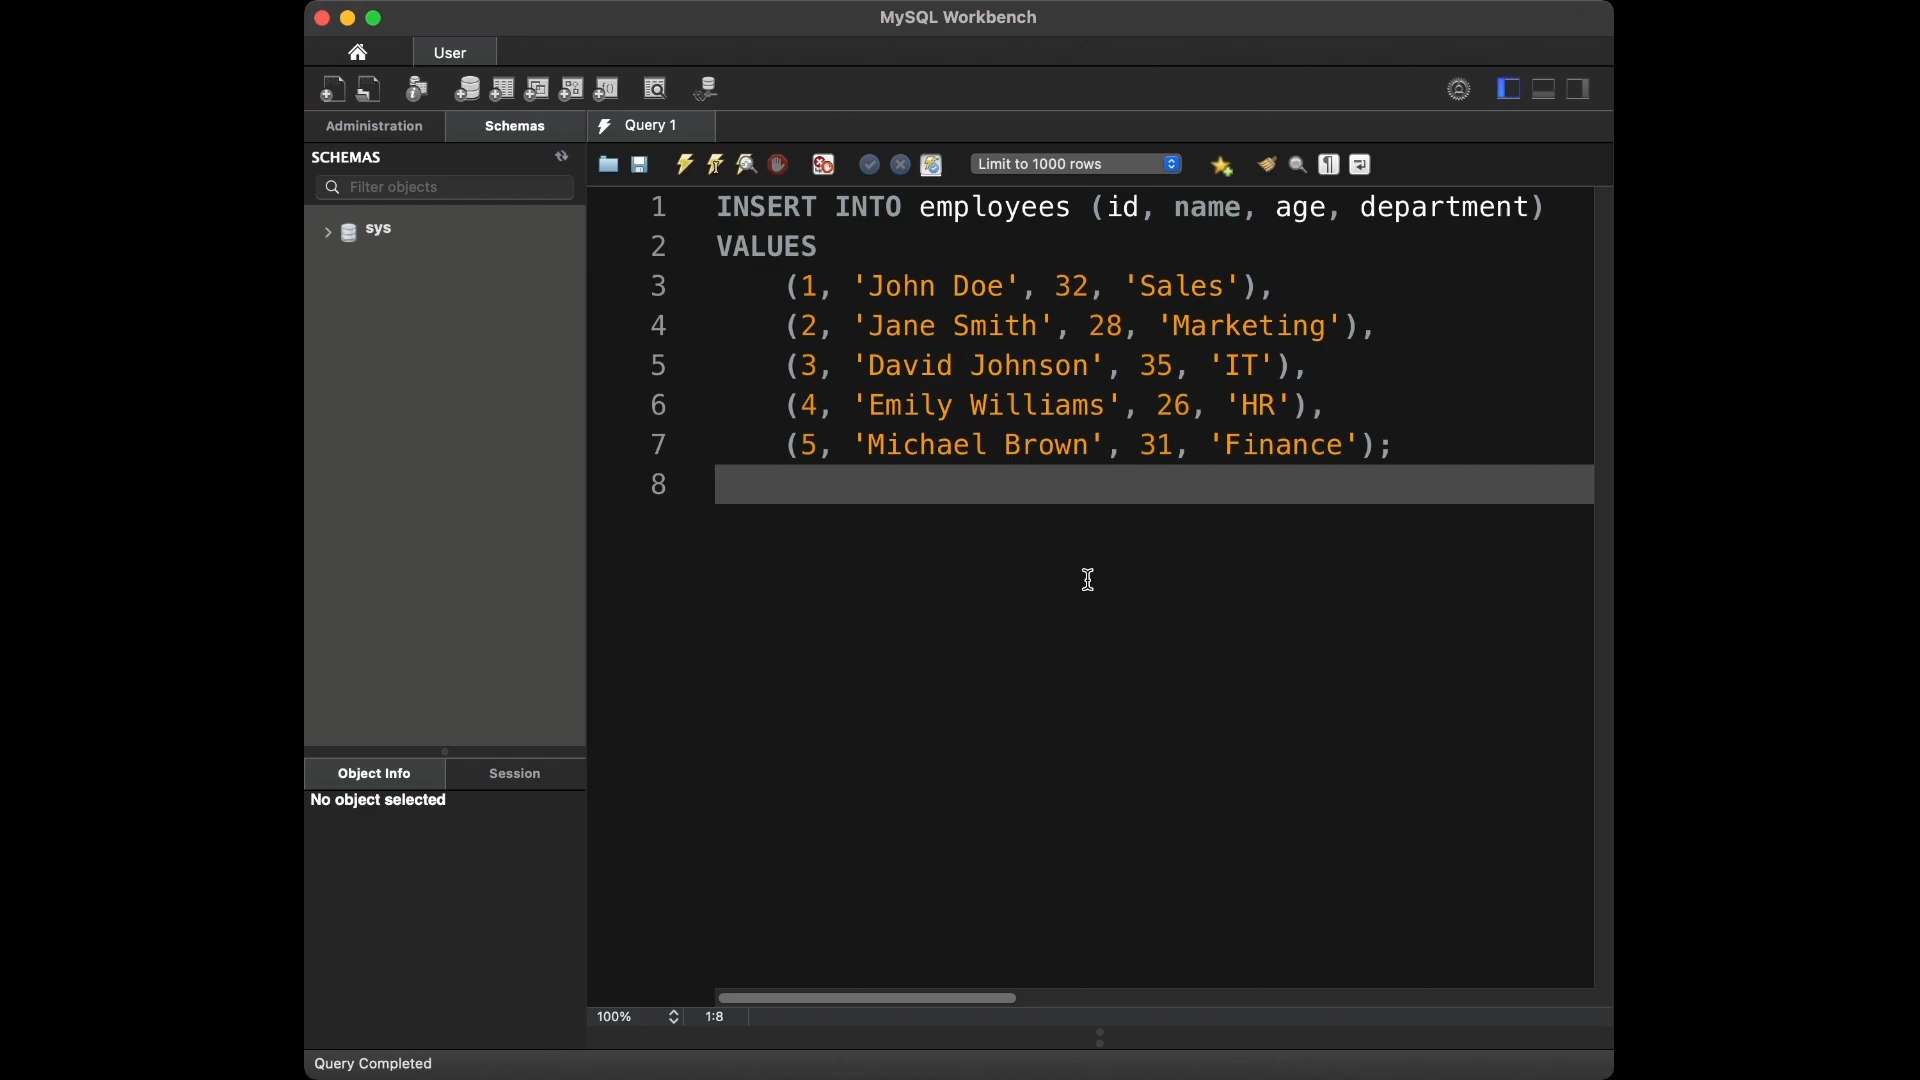 MySQL Workbench
User
Administration
Schemas
Query 1
SCHEMAS
Filter objects
Limit to 1000 rows
sys
1 INSERT INTO employees (id, name, age, department)
2 VALUES
3 (1, 'John Doe', 32, 'Sales'),
4 (2, 'Jane Smith', 28, 'Marketing'),
5 (3, 'David Johnson', 35, 'IT'),
6 (4, 'Emily Williams', 26, 'HR'),
7 (5, 'Michael Brown', 31, 'Finance');
8
Object Info
Session
No object selected
100%
1:8
Query Completed